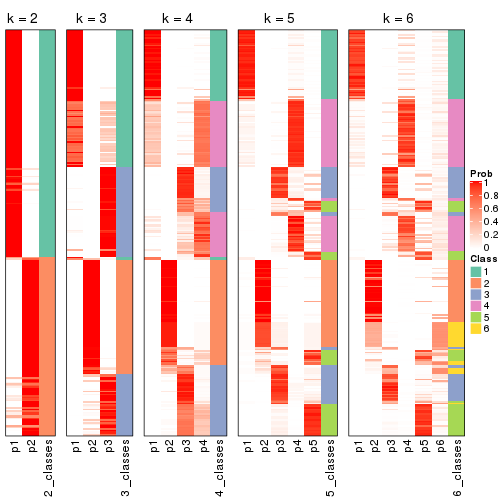 k = 2
k = 3
k = 4
k = 5
k = 6
Prob
1
0.8
0.6
0.4
0.2
0
Class
1
2
3
4
5
6
p1
p2
2_classes
p1
p2
p3
3_classes
p1
p2
p3
p4
4_classes
p1
p2
p3
p4
p5
5_classes
p1
p2
p3
p4
p5
p6
6_classes